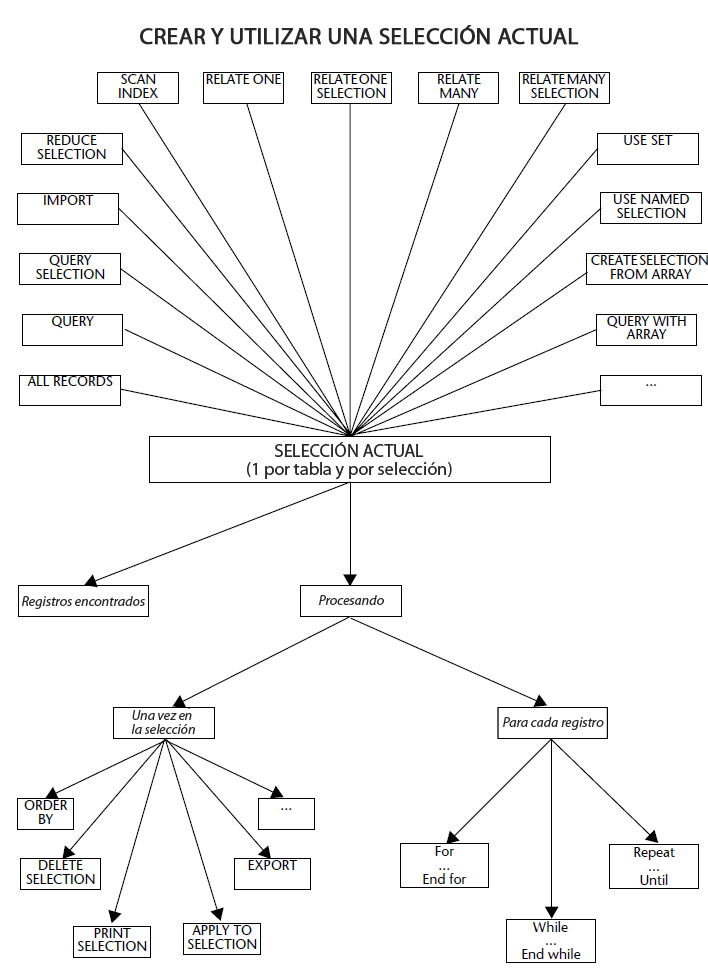 CREAR Y UTILIZAR UNA SELECCIÓN ACTUAL
SCAN
INDEX
RELATE ONE
RELATE ONE
SELECTION
RELATE
MANY
RELATE MANY
SELECTION
REDUCE
SELECTION
USE SET
IMPORT
USE NAMED
SELECTION
QUERY
SELECTION
CREATE SELECTION
FROM ARRAY
QUERY
QUERY WITH
ARRAY
ALL RECORDS
...
SELECCIÓN ACTUAL
(1 por tabla y por selección)
Registros encontrados
Procesando
Una vez en
la selección
Para cada registro
ORDER
BY
...
DELETE
SELECTION
EXPORT
PRINT
SELECTION
APPLY TO
SELECTION
For
...
End for
Repeat
...
Until
While
...
End while